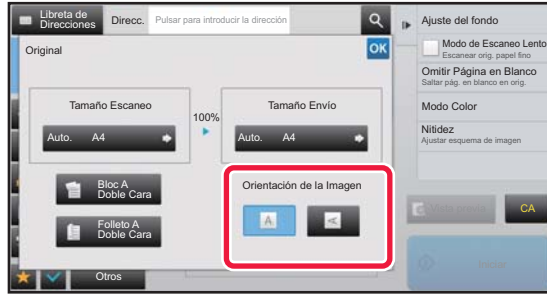 Libreta de
Direcciones
Direcc.
Pulsar para introducir la dirección
Original
OK
Tamaño Escaneo
Auto. A4
100%
Tamaño Envío
Auto. A4
Bloc A
Doble Cara
Folleto A
Doble Cara
Orientación de la Imagen
A
A
Otros
Ajuste del fondo
Modo de Escaneo Lento
Escanear orig. papel fino
Omitir Página en Blanco
Saltar pág. en blanco en orig.
Modo Color
Nitidez
Ajustar esquema de imagen
CA